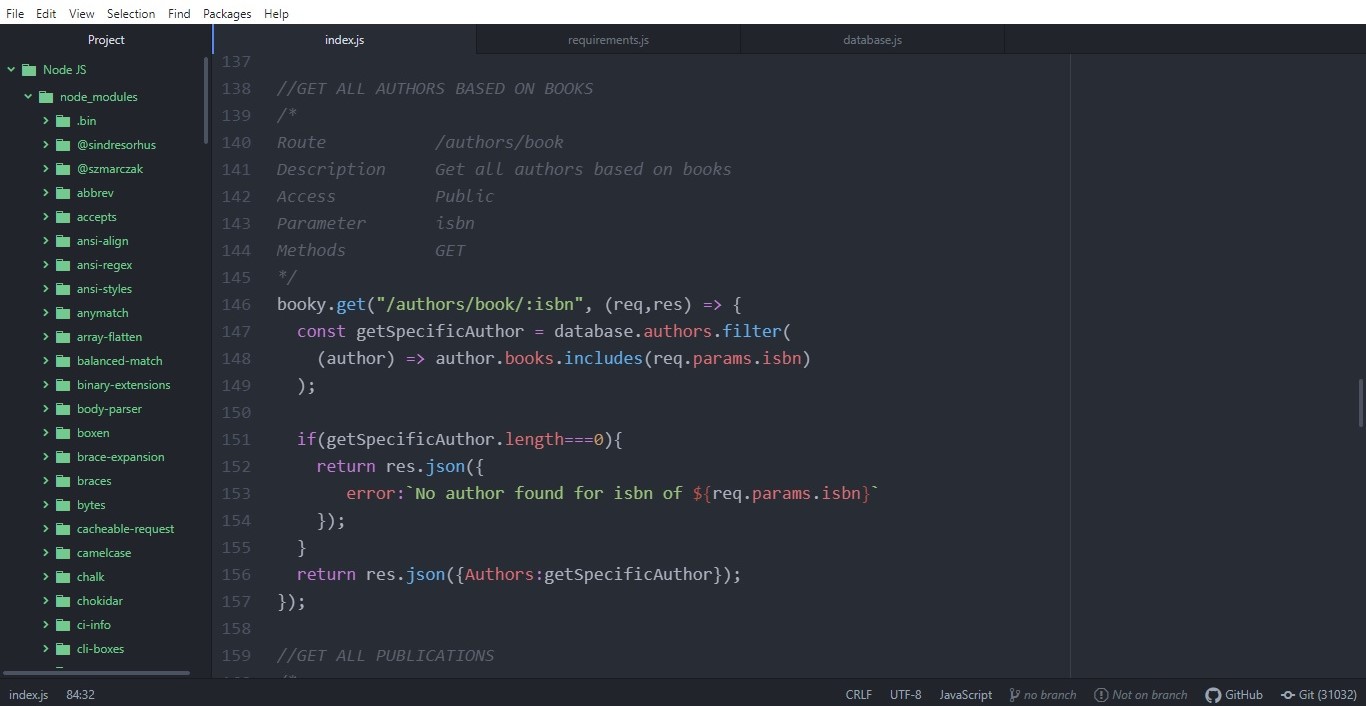 File Edit View Selection Find Packages Help
Project
index.js
requirements.js
database.js
Node JS
node_modules
.bin
@sindresorhus
@szmarczak
abbrev
accepts
ansi-align
ansi-regex
ansi-styles
anymatch
array-flatten
balanced-match
binary-extensions
body-parser
boxen
brace-expansion
braces
bytes
cacheable-request
camelcase
chalk
chokidar
ci-info
cli-boxes
137
138 //GET ALL AUTHORS BASED ON BOOKS
139 /*
140 Route           /authors/book
141 Description     Get all authors based on books
142 Access          Public
143 Parameter       isbn
144 Methods         GET
145 */
146 booky.get("/authors/book/:isbn", (req,res) => {
147   const getSpecificAuthor = database.authors.filter(
148     (author) => author.books.includes(req.params.isbn)
149   );
150
151   if(getSpecificAuthor.length===0){
152     return res.json({
153        error:`No author found for isbn of ${req.params.isbn}`
154     });
155   }
156   return res.json({Authors:getSpecificAuthor});
157 });
158
159 //GET ALL PUBLICATIONS
index.js 84:32 CRLF UTF-8 JavaScript no branch Not on branch GitHub Git (31032)